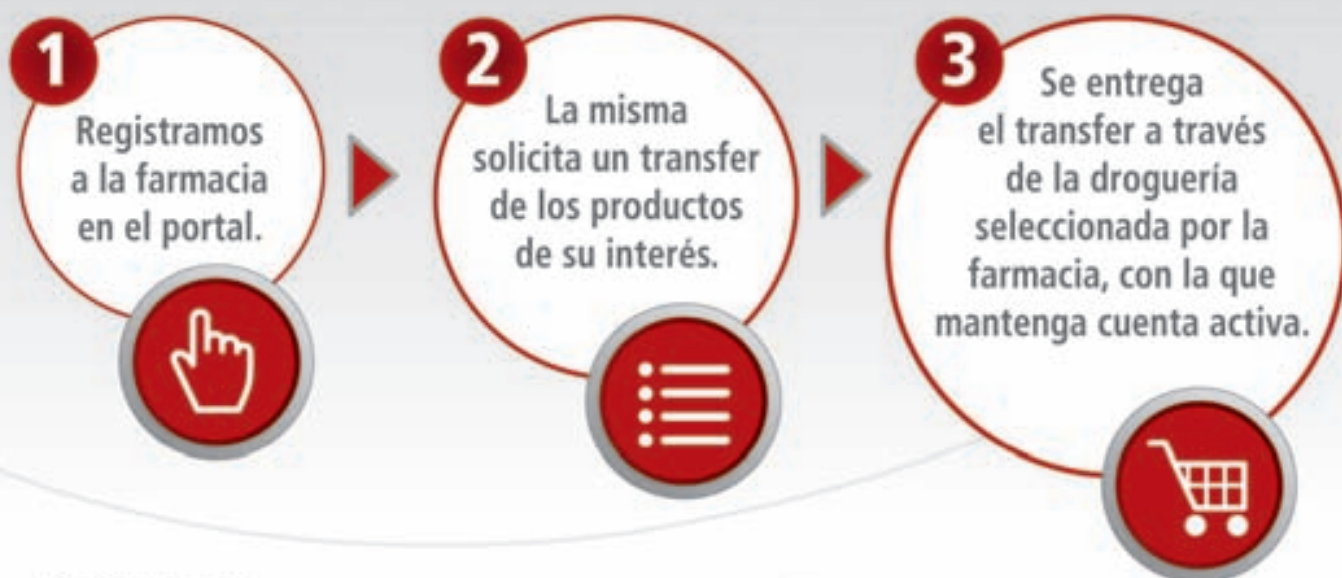 1
Registramos
a la farmacia
en el portal.
2
La misma
solicita un transfer
de los productos
de su interés.
3
Se entrega
el transfer a través
de la droguería
seleccionada por la
farmacia, con la que
mantenga cuenta activa.